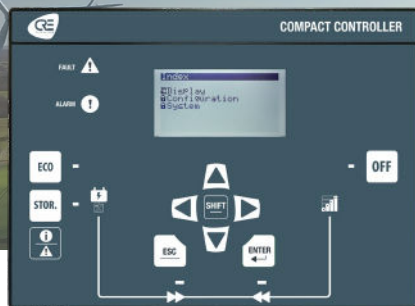 CRE
COMPACT CONTROLLER
FAULT
ALARM
Index
Display
Configuration
System
ECO
OFF
STOR.
SHIFT
ESC
ENTER